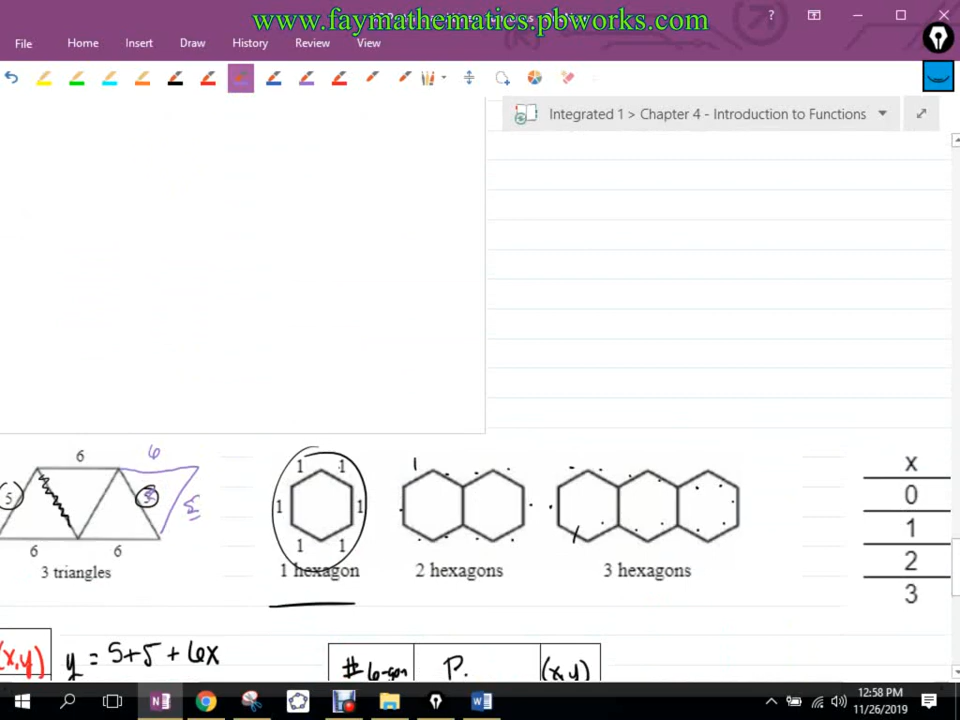 www.faymathematics.pbworks.com
File Home Insert Draw History Review View
Integrated 1 > Chapter 4 - Introduction to Functions
6 6
5 5
6 6
3 triangles
1 1
1 1
1 1
1 hexagon
1
2 hexagons
3 hexagons
x
0
1
2
3
(x,y) y = 5+5 + 6x
# 6-gon P. (x,y)
12:58 PM
11/26/2019